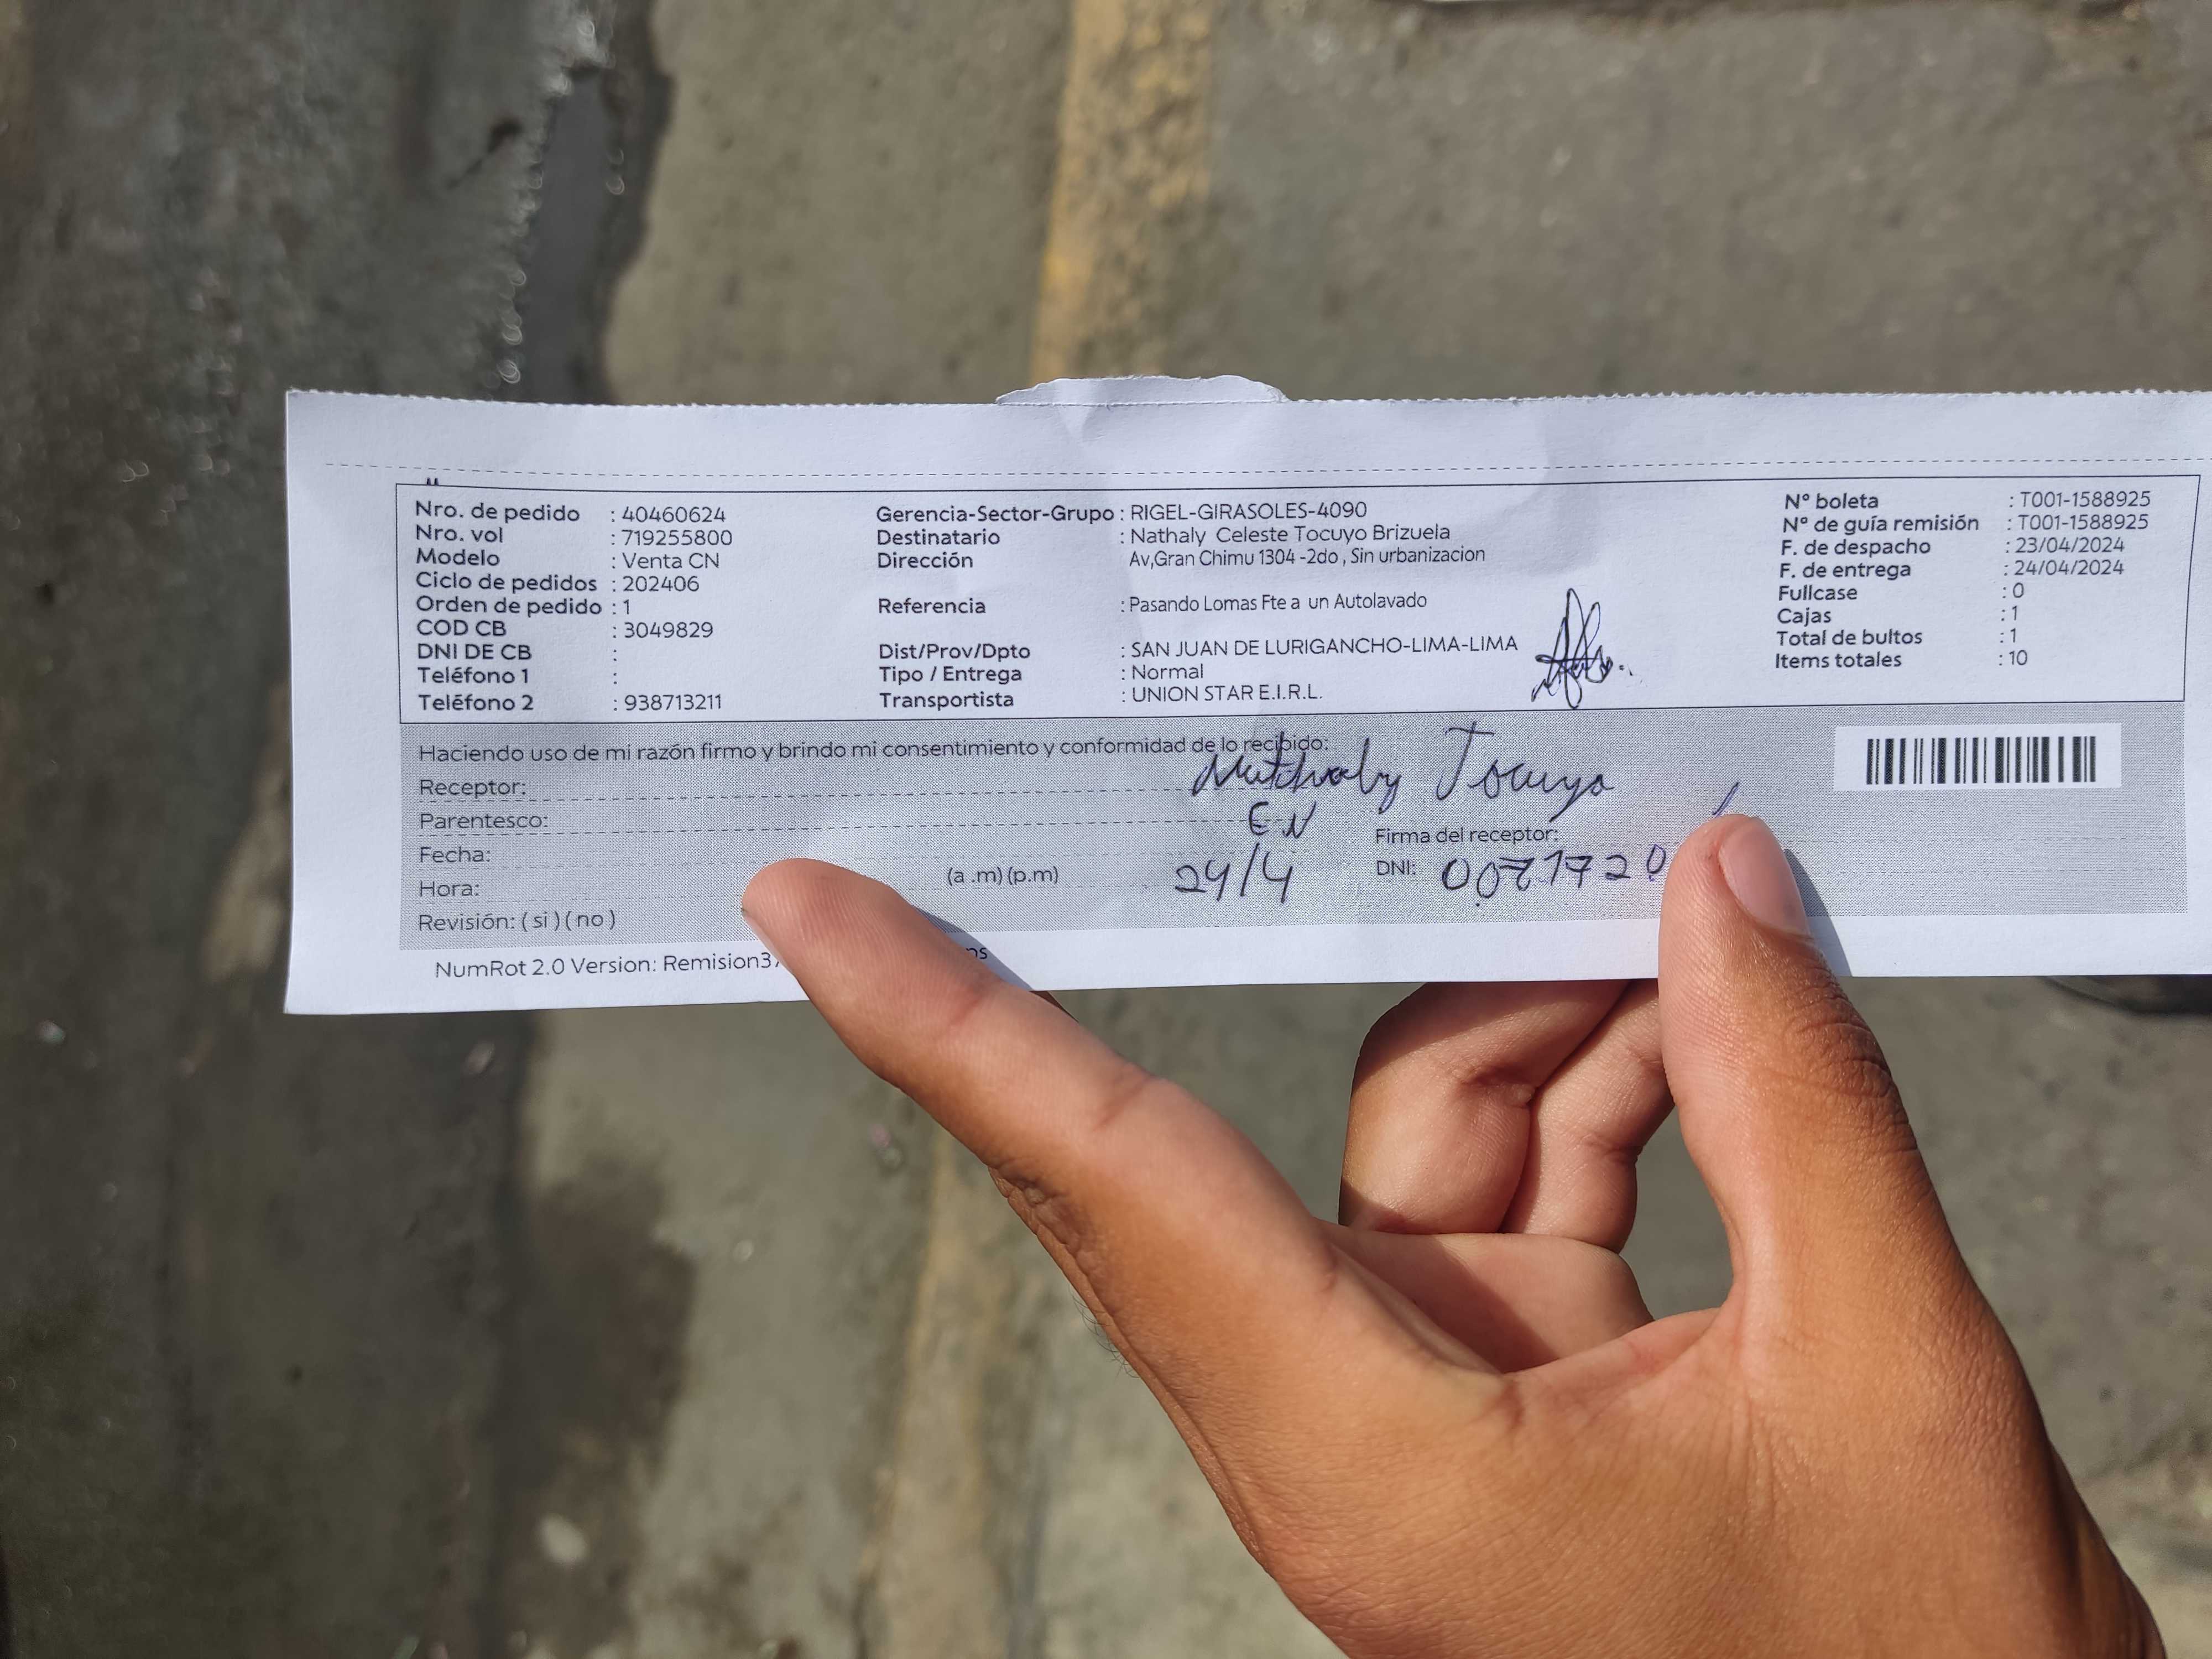 Nro. de pedido : 40460624
Nro. vol : 719255800
Modelo : Venta CN
Ciclo de pedidos : 202406
Orden de pedido : 1
COD CB : 3049829
DNI DE CB :
Teléfono 1 :
Teléfono 2 : 938713211
Gerencia-Sector-Grupo : RIGEL-GIRASOLES-4090
Destinatario : Nathaly Celeste Tocuyo Brizuela
Dirección Av,Gran Chimu 1304 -2do , Sin urbanizacion
Referencia : Pasando Lomas Fte a un Autolavado
Dist/Prov/Dpto : SAN JUAN DE LURIGANCHO-LIMA-LIMA
Tipo / Entrega : Normal
Transportista : UNION STAR E.I.R.L.
N° boleta : T001-1588925
N° de guía remisión : T001-1588925
F. de despacho : 23/04/2024
F. de entrega : 24/04/2024
Fullcase : 0
Cajas : 1
Total de bultos : 1
Items totales : 10
Haciendo uso de mi razón firmo y brindo mi consentimiento y conformidad de lo recibido:
Receptor: Nathaly Tocuyo
Parentesco: EN
Fecha: 24/4
Hora: (a .m) (p.m)
Revisión: ( si ) ( no )
Firma del receptor:
DNI:
NumRot 2.0 Version: